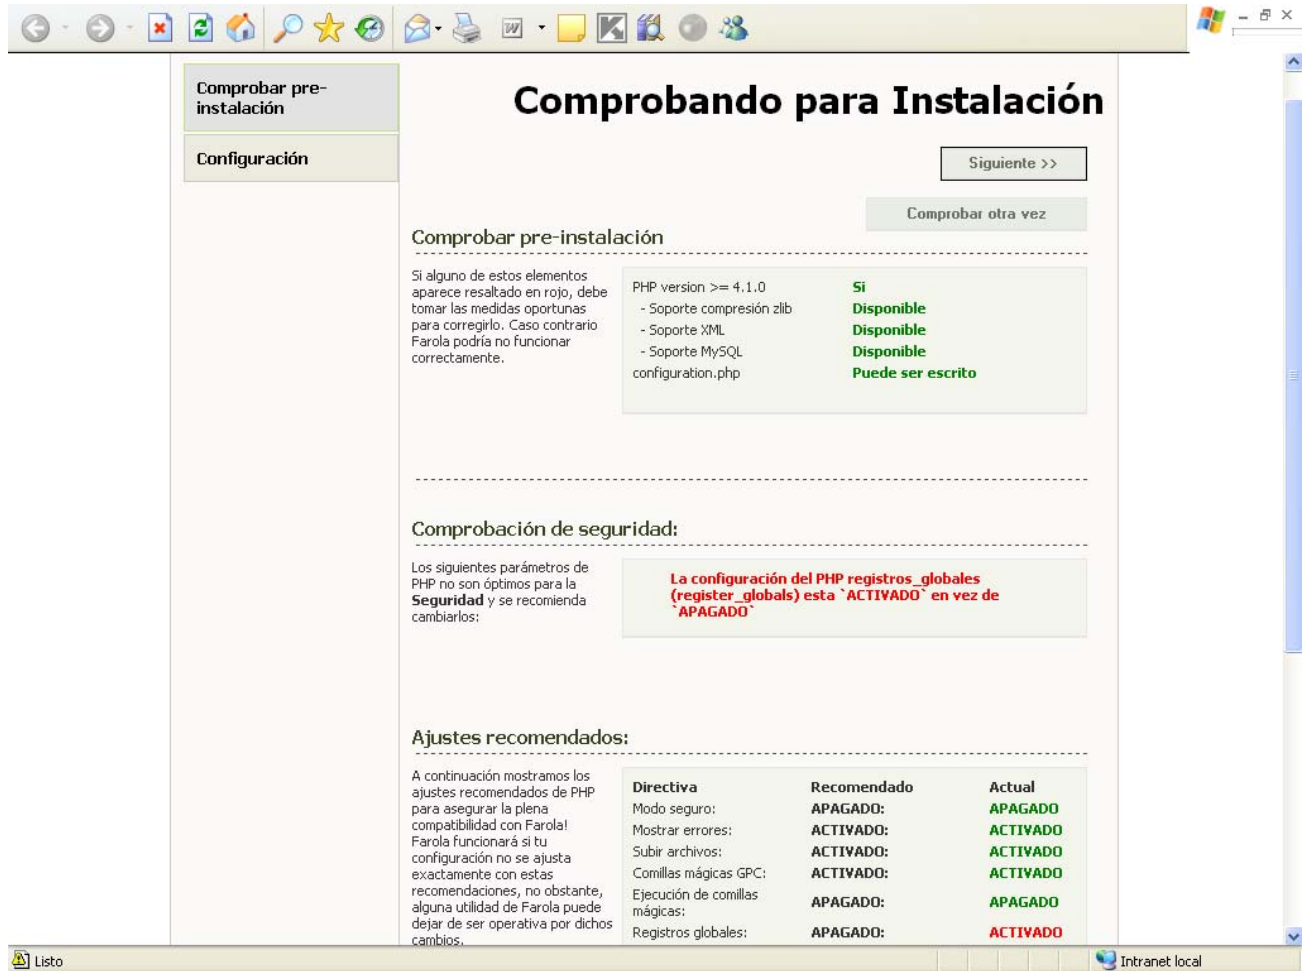 Comprobar pre-
instalación
Configuración
Comprobando para Instalación
Siguiente >>
Comprobar otra vez
Comprobar pre-instalación
Si alguno de estos elementos
aparece resaltado en rojo, debe
tomar las medidas oportunas
para corregirlo. Caso contrario
Farola podría no funcionar
correctamente.
PHP version >= 4.1.0 Si
- Soporte compresión zlib Disponible
- Soporte XML Disponible
- Soporte MySQL Disponible
configuration.php Puede ser escrito
Comprobación de seguridad:
Los siguientes parámetros de
PHP no son óptimos para la
Seguridad y se recomienda
cambiarlos:
La configuración del PHP registros_globales
(register_globals) esta `ACTIVADO` en vez de
`APAGADO`
Ajustes recomendados:
A continuación mostramos los
ajustes recomendados de PHP
para asegurar la plena
compatibilidad con Farola!
Farola funcionará si tu
configuración no se ajusta
exactamente con estas
recomendaciones, no obstante,
alguna utilidad de Farola puede
dejar de ser operativa por dichos
cambios.
Directiva Recomendado Actual
Modo seguro: APAGADO: APAGADO
Mostrar errores: ACTIVADO: ACTIVADO
Subir archivos: ACTIVADO: ACTIVADO
Comillas mágicas GPC: ACTIVADO: ACTIVADO
Ejecución de comillas
mágicas: APAGADO: APAGADO
Registros globales: APAGADO: ACTIVADO
Listo
Intranet local